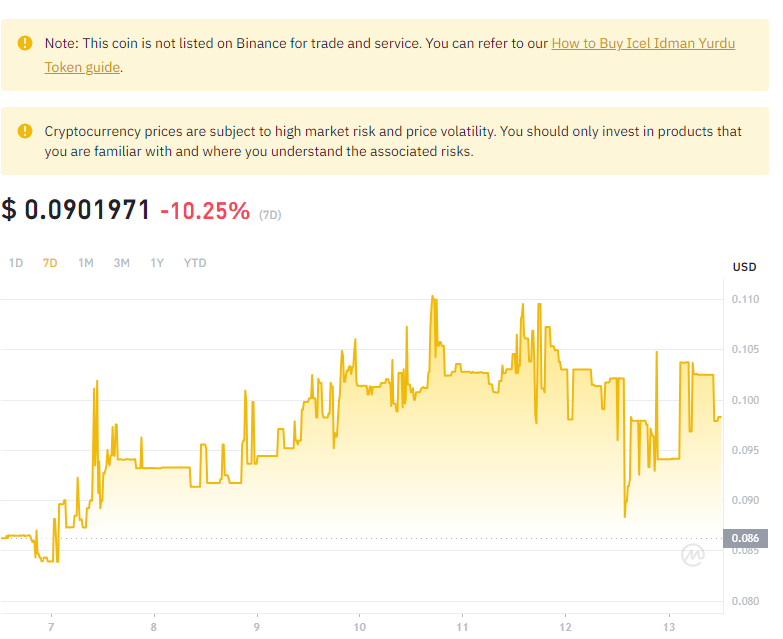 Note: This coin is not listed on Binance for trade and service. You can refer to our How to Buy Icel Idman Yurdu
Token guide.
Cryptocurrency prices are subject to high market risk and price volatility. You should only invest in products that
you are familiar with and where you understand the associated risks.
$ 0.0901971 -10.25% (7D)
1D 7D 1M 3M 1Y YTD
USD
0.110
0.105
0.100
0.095
0.090
0.086
0.085
0.080
7 8 9 10 11 12 13